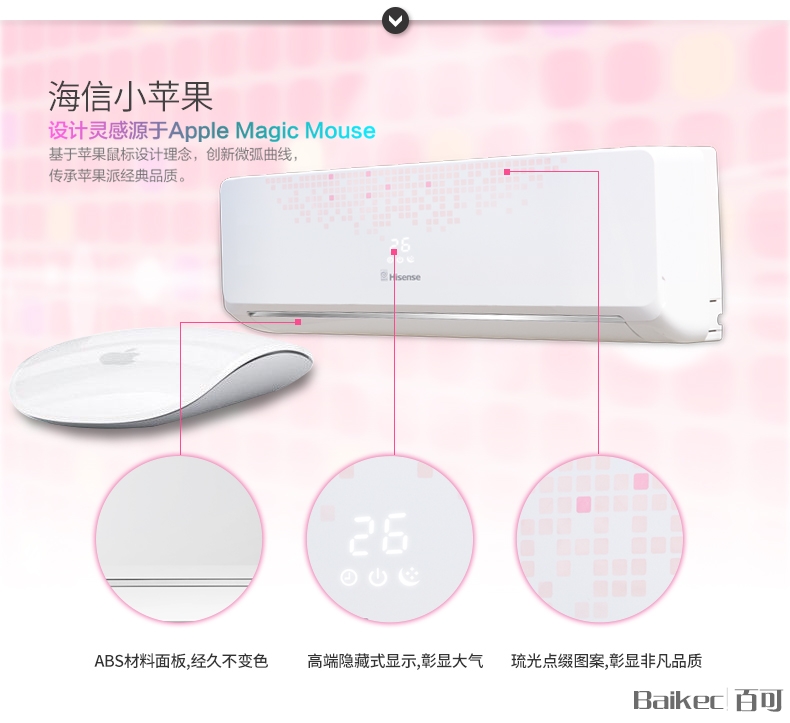 海信小苹果
设计灵感源于Apple Magic Mouse
基于苹果鼠标设计理念，创新微弧曲线，
传承苹果派经典品质。
26
Hisense
26
ABS材料面板,经久不变色
高端隐藏式显示,彰显大气
琉光点缀图案,彰显非凡品质
Baikec 百可